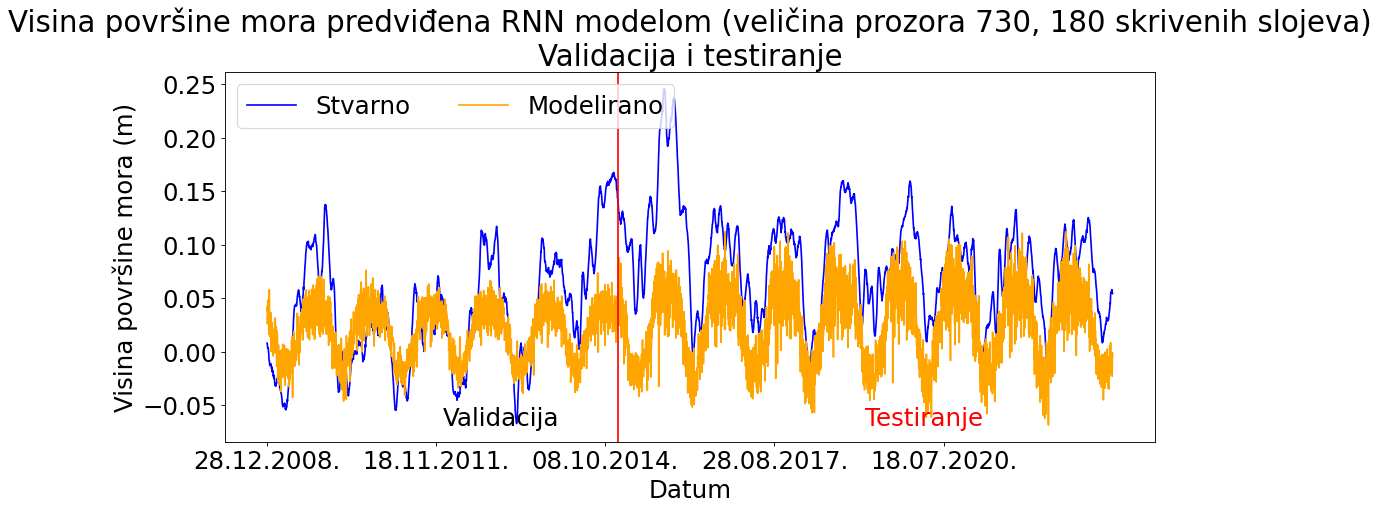 Visina površine mora predviđena RNN modelom (veličina prozora 730, 180 skrivenih slojeva)
Validacija i testiranje
Stvarno
Modelirano
Visina površine mora (m)
0.25
0.20
0.15
0.10
0.05
0.00
−0.05
Validacija
Testiranje
28.12.2008.
18.11.2011.
08.10.2014.
28.08.2017.
18.07.2020.
Datum